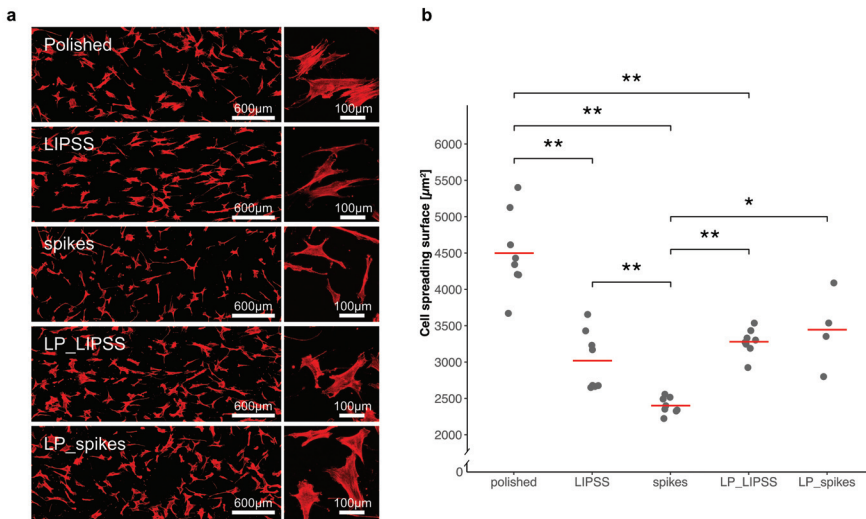 a
Polished
600µm
100µm
LIPSS
600µm
100µm
spikes
600µm
100µm
LP_LIPSS
600µm
100µm
LP_spikes
600µm
100µm
b
Cell spreading surface [µm²]
**
**
**
*
**
**
6000
5500
5000
4500
4000
3500
3000
2500
2000
0
polished LIPSS spikes LP_LIPSS LP_spikes